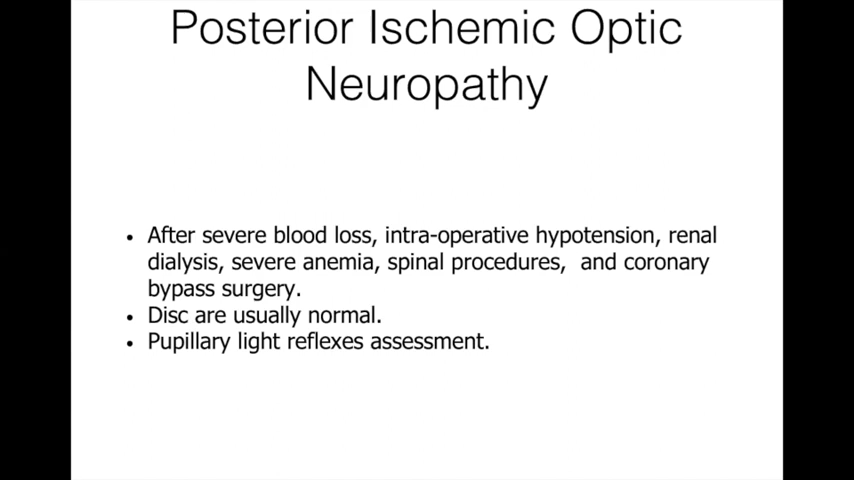 Posterior Ischemic Optic
Neuropathy
• After severe blood loss, intra-operative hypotension, renal
dialysis, severe anemia, spinal procedures,  and coronary
bypass surgery.
• Disc are usually normal.
• Pupillary light reflexes assessment.